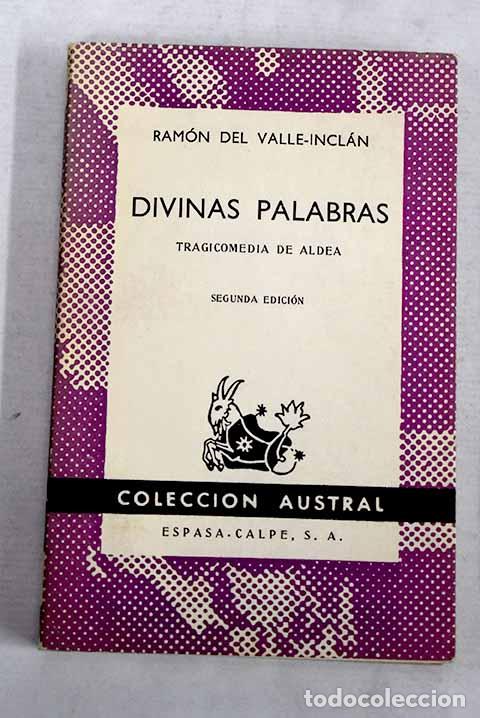 RAMÓN DEL VALLE-INCLÁN
DIVINAS PALABRAS
TRAGICOMEDIA DE ALDEA
SEGUNDA EDICIÓN
COLECCION AUSTRAL
ESPASA-CALPE, S. A.
todocoleccion